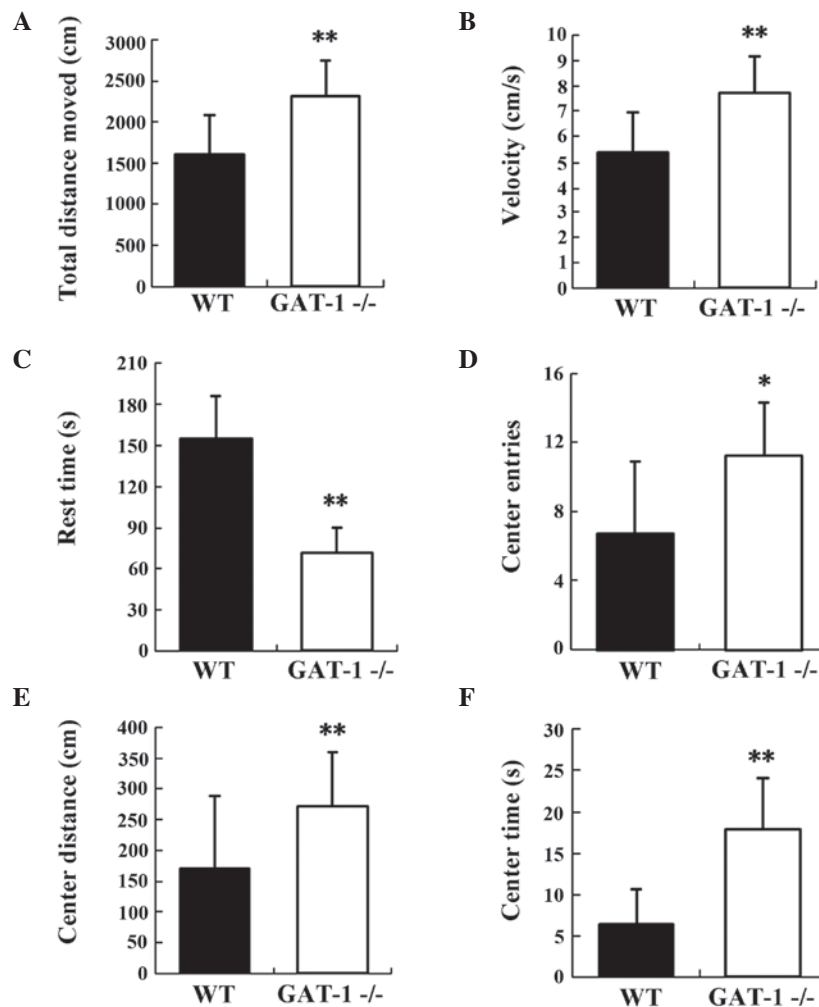 A
Total distance moved (cm)
3000
2500
2000
1500
1000
500
0
**
WT
GAT-1 -/-
B
Velocity (cm/s)
10
9
8
7
6
5
4
3
2
1
0
**
WT
GAT-1 -/-
C
Rest time (s)
210
180
150
120
90
60
30
0
**
WT
GAT-1 -/-
D
Center entries
16
12
8
4
0
*
WT
GAT-1 -/-
E
Center distance (cm)
400
350
300
250
200
150
100
50
0
**
WT
GAT-1 -/-
F
Center time (s)
30
25
20
15
10
5
0
**
WT
GAT-1 -/-